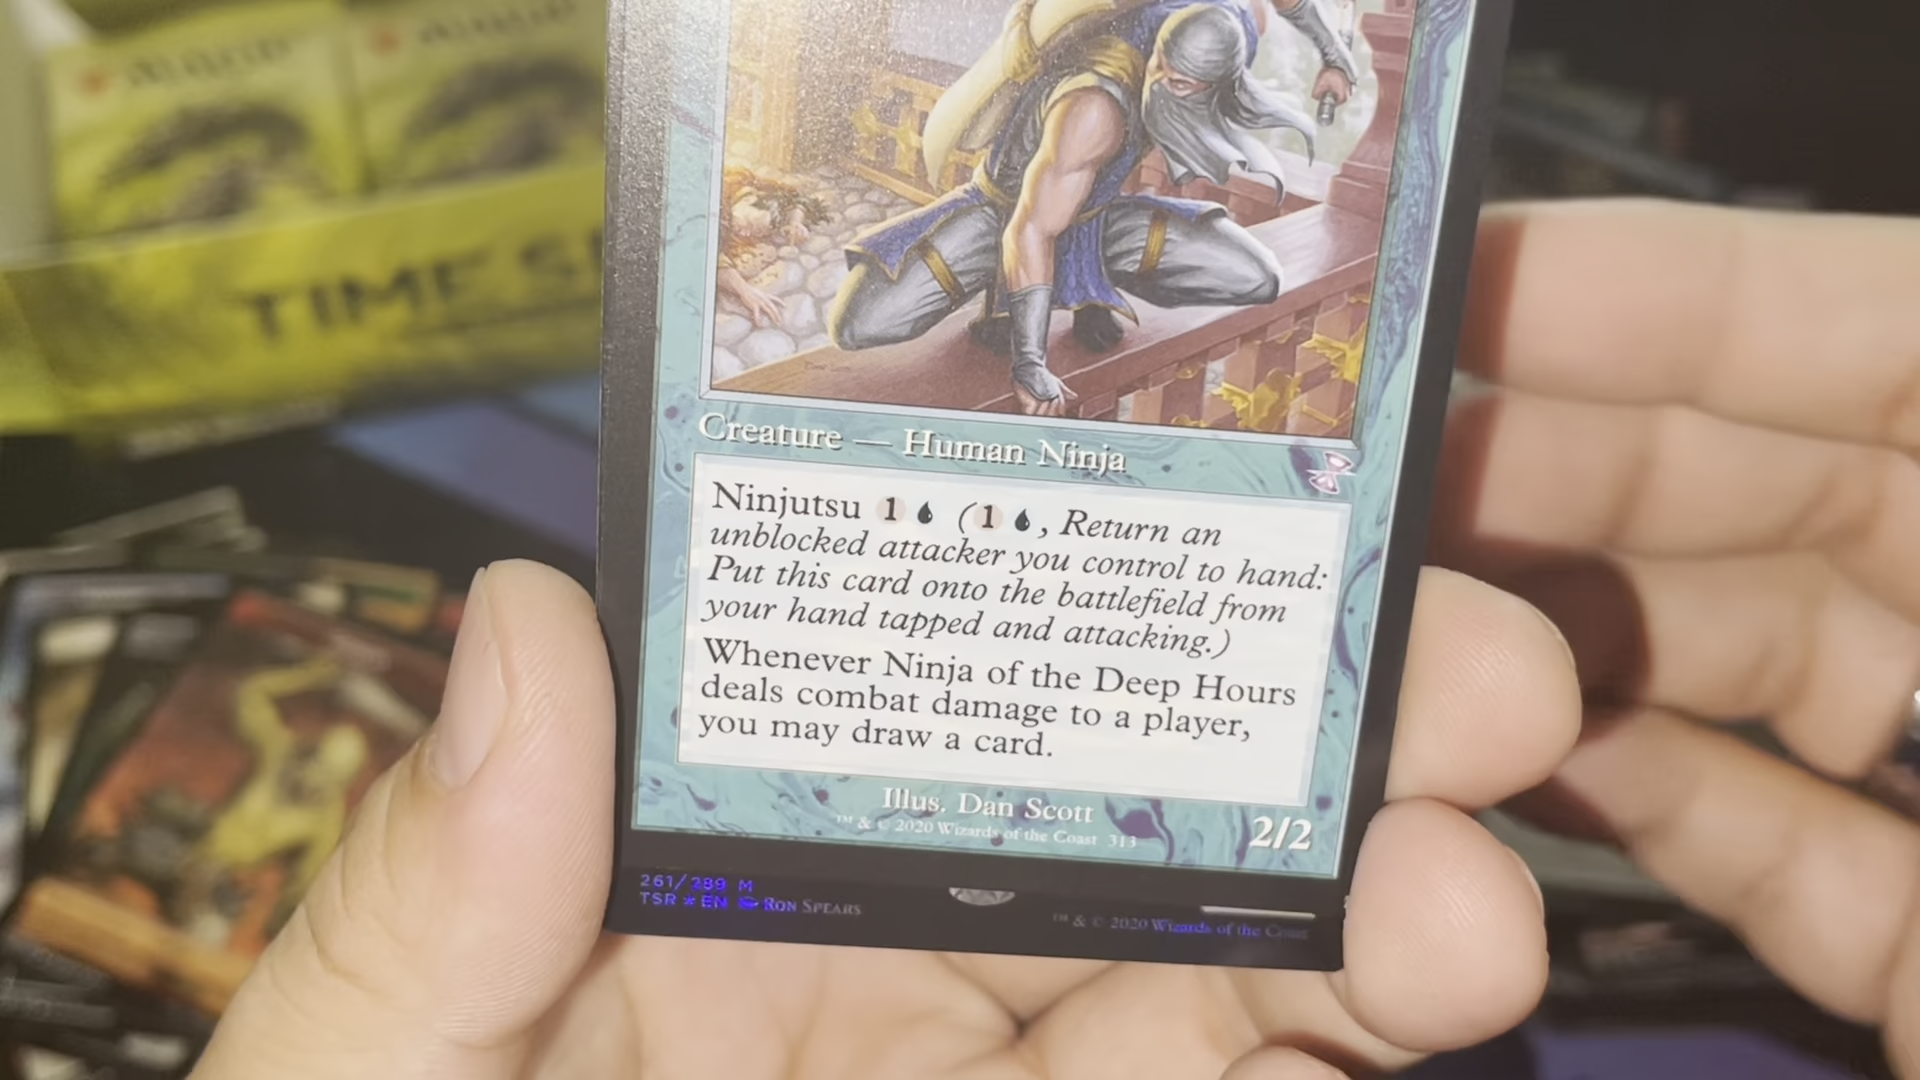 TIME S
Creature — Human Ninja
Ninjutsu 1 (1 , Return an
unblocked attacker you control to hand:
Put this card onto the battlefield from
your hand tapped and attacking.)
Whenever Ninja of the Deep Hours
deals combat damage to a player,
you may draw a card.
Illus. Dan Scott
™ & © 2020 Wizards of the Coast 313
2/2
261/289 M
TSR * EN RON SPEARS
™ & © 2020 Wizards of the Coast